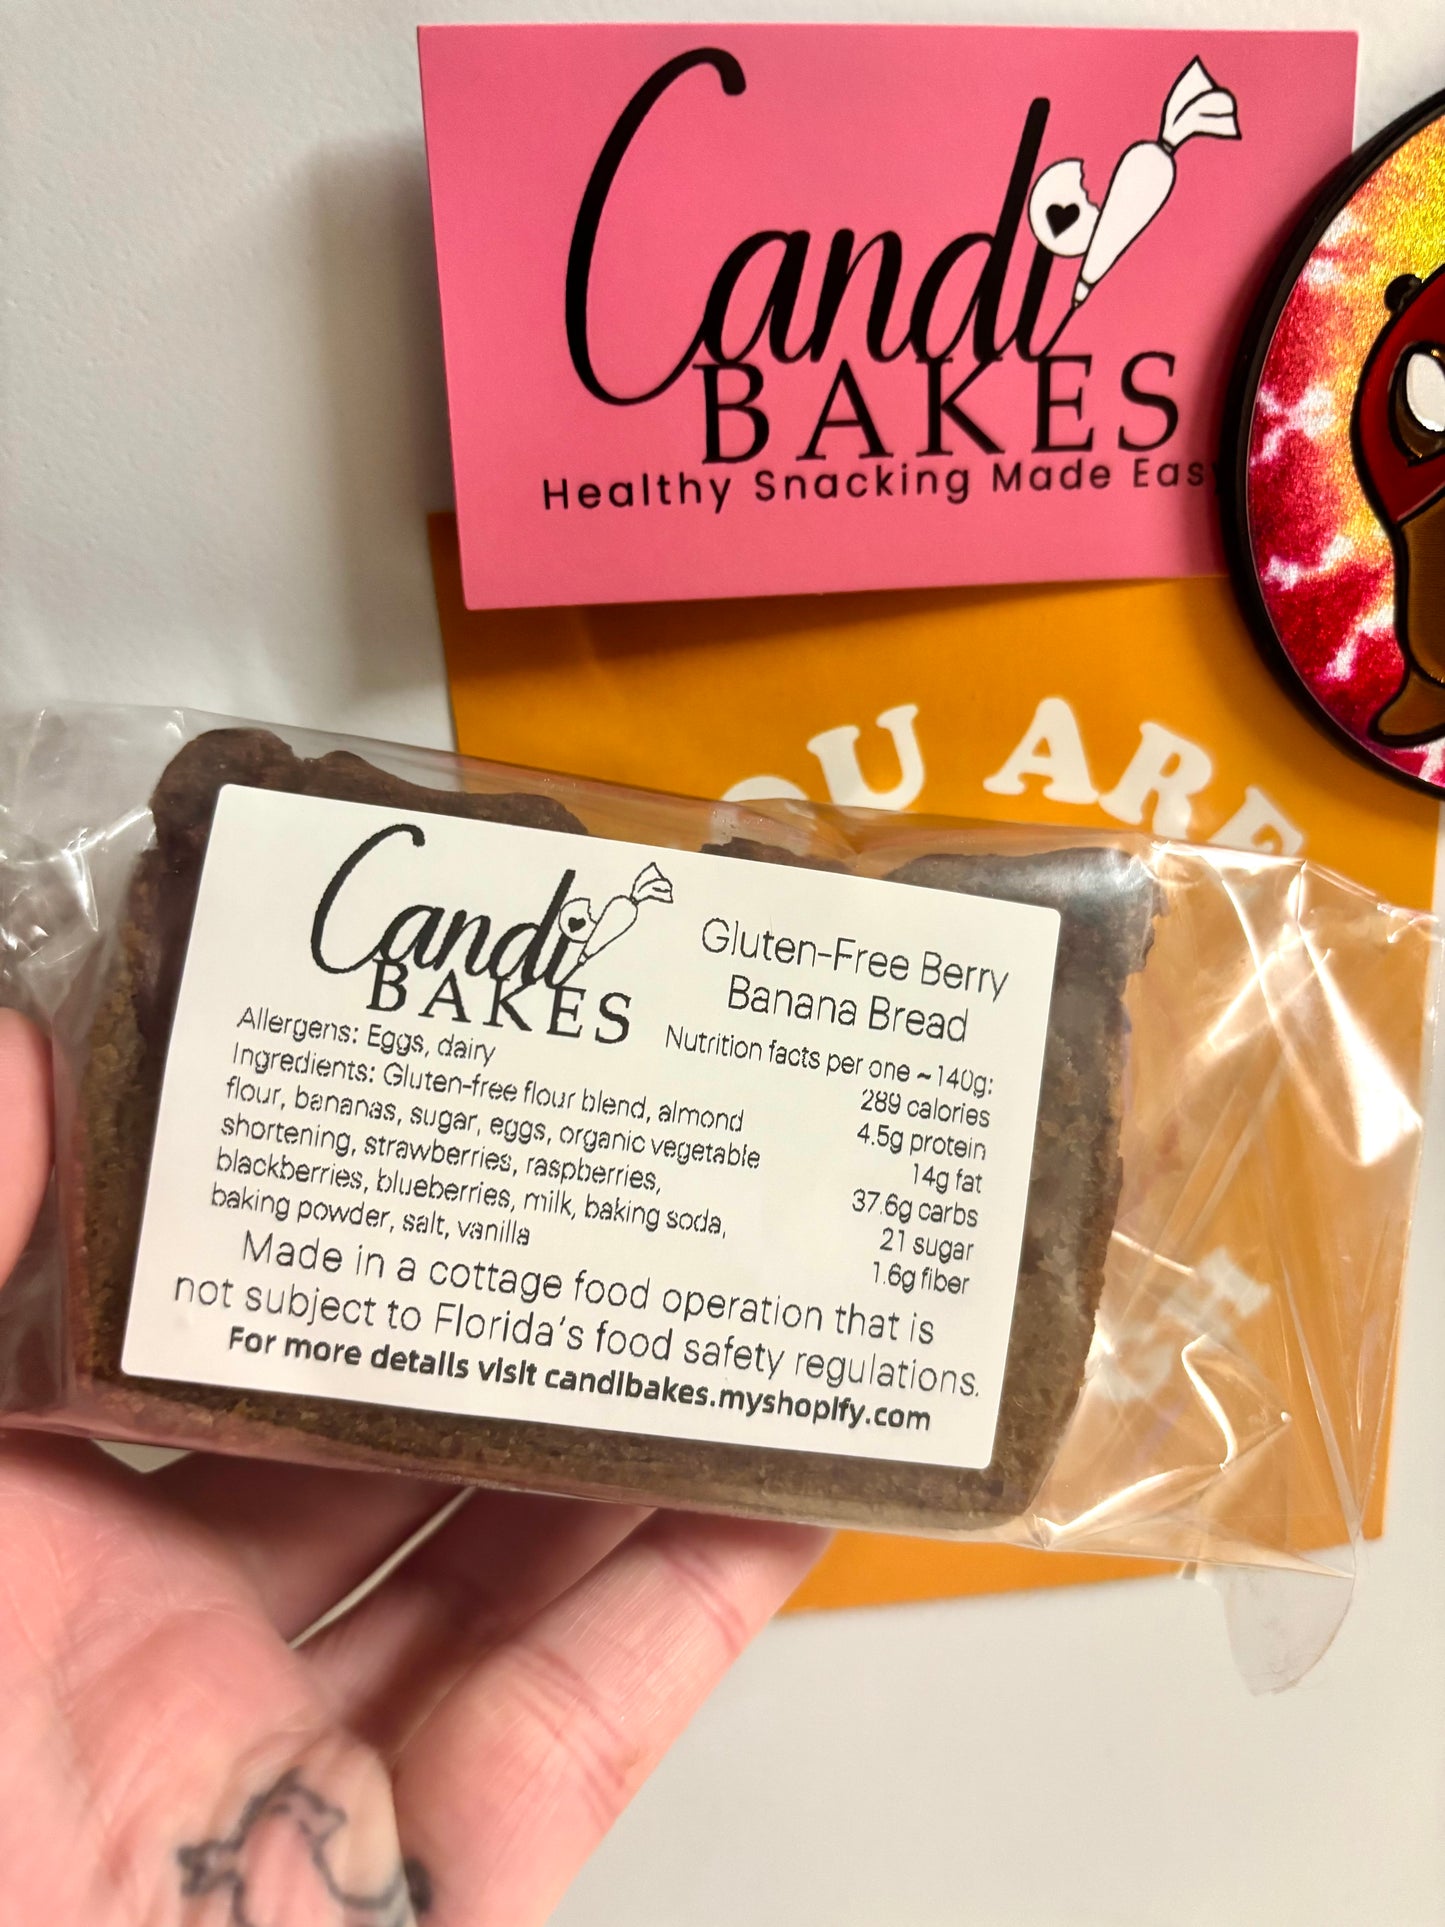 Candi
BAKES
Healthy Snacking Made Easy
YOU ARE
Candi
BAKES
Gluten-Free Berry
Banana Bread
Allergens: Eggs, dairy
Ingredients: Gluten-free flour blend, almond
flour, bananas, sugar, eggs, organic vegetable
shortening, strawberries, raspberries,
blackberries, blueberries, milk, baking soda,
baking powder, salt, vanilla
Nutrition facts per one ~140g:
289 calories
4.5g protein
14g fat
37.6g carbs
21 sugar
1.6g fiber
Made in a cottage food operation that is
not subject to Florida's food safety regulations.
For more details visit candibakes.myshopify.com